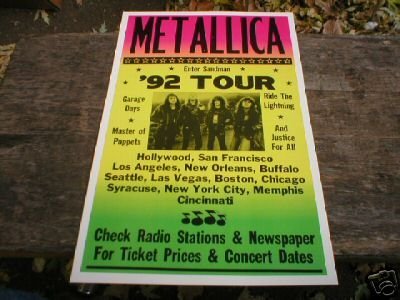 METALLICA
Enter Sandman
'92 TOUR
Garage
Days
Ride The
Lightning
Master of
Puppets
And
Justice
For All
Hollywood, San Francisco
Los Angeles, New Orleans, Buffalo
Seattle, Las Vegas, Boston, Chicago
Syracuse, New York City, Memphis
Cincinnati
Check Radio Stations & Newspaper
For Ticket Prices & Concert Dates